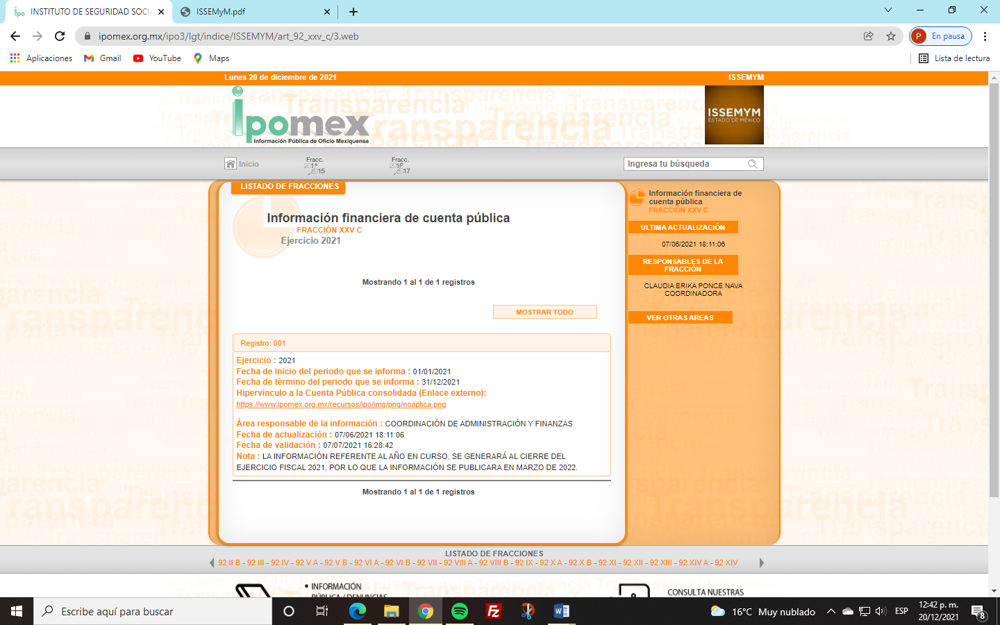 INSTITUTO DE SEGURIDAD SOCIA
ISSEMyM.pdf
ipomex.org.mx/ipo3/lgt/indice/ISSEMYM/art_92_xxv_c/3.web
P En pausa
Aplicaciones
Gmail
YouTube
Maps
Lista de lectura
Lunes 20 de diciembre de 2021
ISSEMYM
ipomex
Información Pública de Oficio Mexiquense
ISSEMYM
ESTADO DE MÉXICO
Inicio
Fracc.
2015
Fracc.
2017
Ingresa tu búsqueda
LISTADO DE FRACCIONES
Información financiera de cuenta pública
FRACCIÓN XXV C
Ejercicio 2021
Mostrando 1 al 1 de 1 registros
MOSTRAR TODO
Registro: 001
Ejercicio : 2021
Fecha de inicio del periodo que se informa : 01/01/2021
Fecha de término del periodo que se informa : 31/12/2021
Hipervínculo a la Cuenta Pública consolidada (Enlace externo):
https://www.ipomex.org.mx/recursos/ipo/img/png/noaplica.png
Área responsable de la información : COORDINACIÓN DE ADMINISTRACIÓN Y FINANZAS
Fecha de actualización : 07/06/2021 18:11:06
Fecha de validación : 07/07/2021 16:28:42
Nota : LA INFORMACIÓN REFERENTE AL AÑO EN CURSO, SE GENERARÁ AL CIERRE DEL
EJERCICIO FISCAL 2021, POR LO QUE LA INFORMACIÓN SE PUBLICARA EN MARZO DE 2022.
Mostrando 1 al 1 de 1 registros
Información financiera de
cuenta pública
FRACCIÓN XXV C
ULTIMA ACTUALIZACIÓN
07/06/2021 18:11:06
RESPONSABLES DE LA
FRACCIÓN
CLAUDIA ERIKA PONCE NAVA
COORDINADORA
VER OTRAS AREAS
LISTADO DE FRACCIONES
92 II B - 92 III - 92 IV - 92 V A - 92 V B - 92 VI A - 92 VI B - 92 VII - 92 VIII A - 92 VIII B - 92 IX - 92 X A - 92 X B - 92 XI - 92 XII - 92 XIII - 92 XIV A - 92 XIV
• INFORMACIÓN
PÚBLICA / DENUNCIAS
CONSULTA NUESTRAS
Escribe aquí para buscar
16°C Muy nublado
ESP
12:42 p. m.
20/12/2021
8